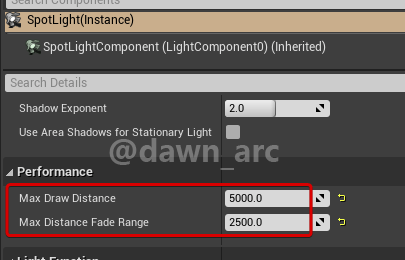 Search Components
SpotLight(Instance)
SpotLightComponent (LightComponent0) (Inherited)
Search Details
Shadow Exponent 2.0
Use Area Shadows for Stationary Light
@dawn_arc
Performance
Max Draw Distance 5000.0
Max Distance Fade Range 2500.0
Light Function